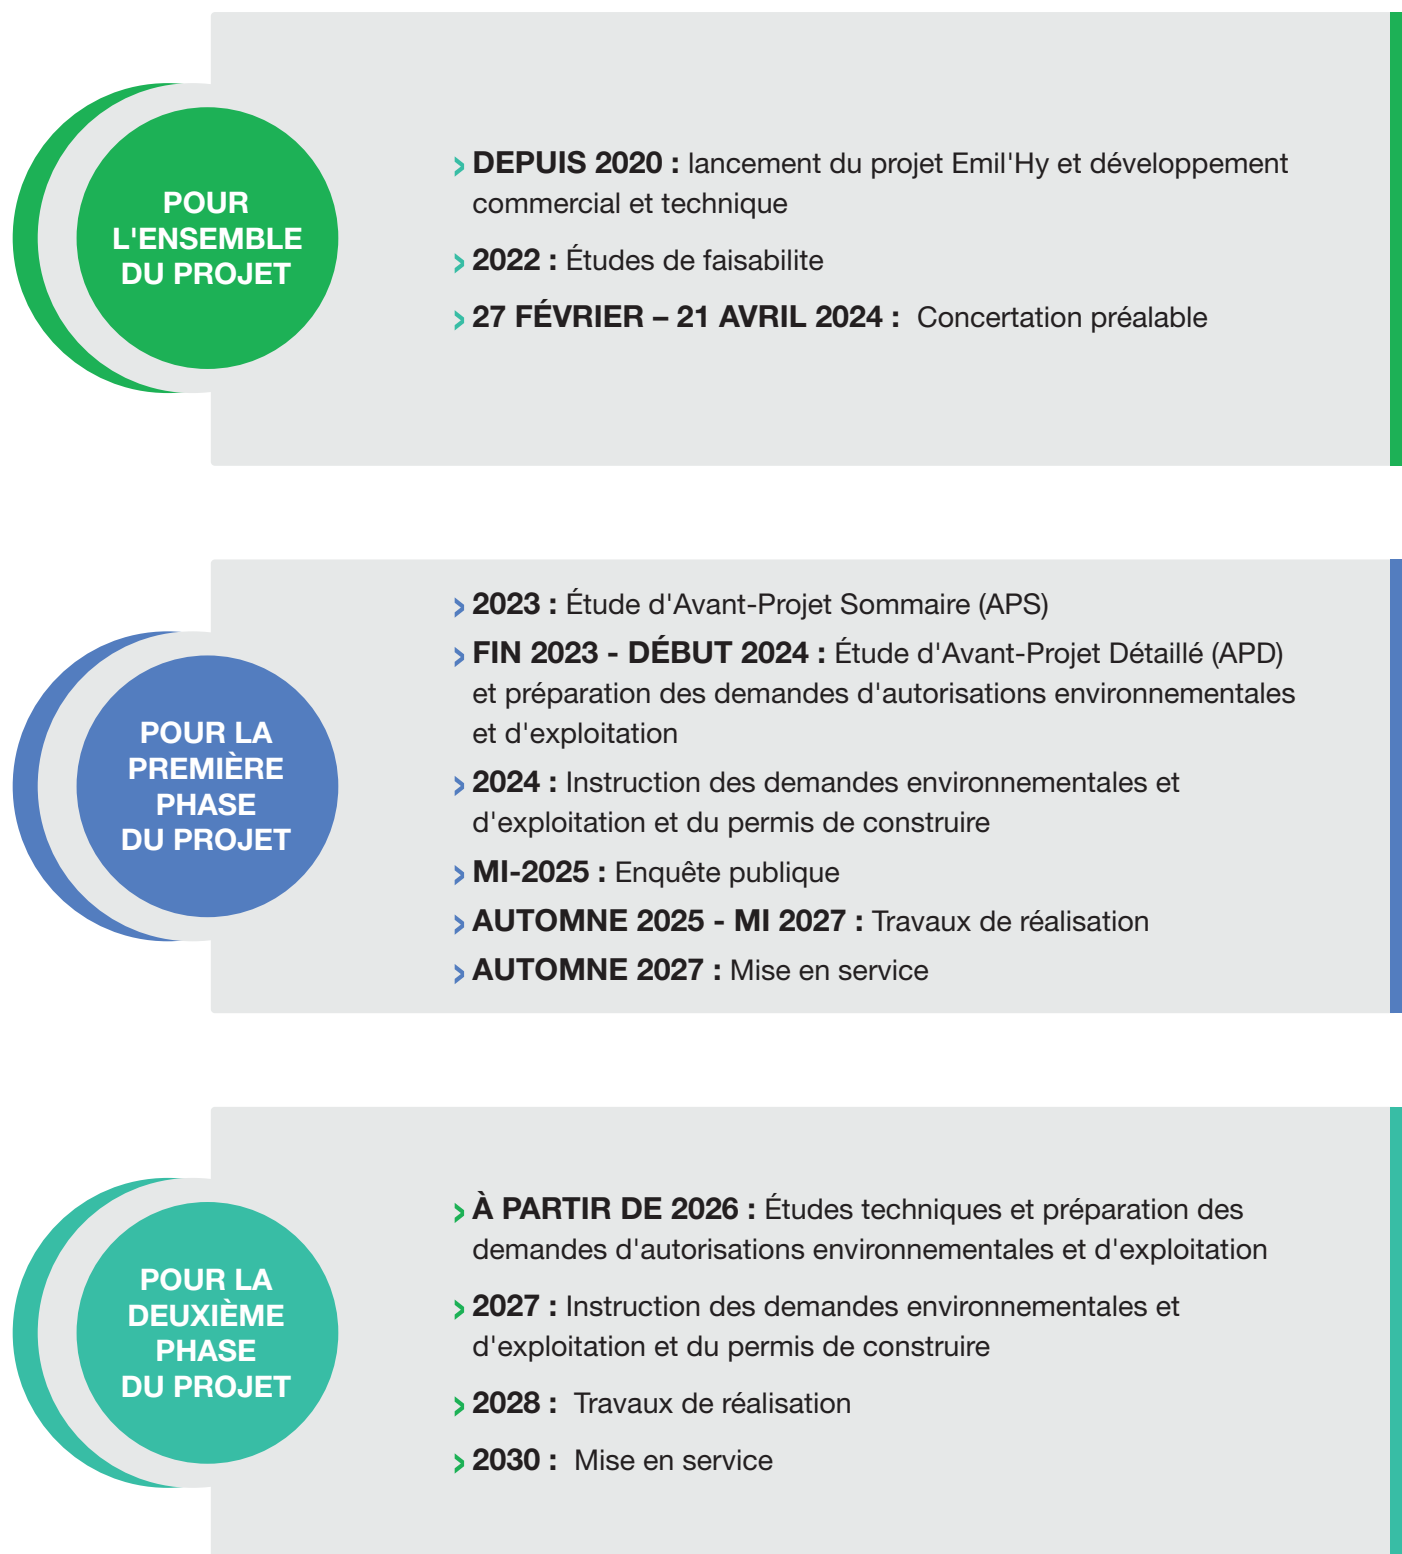 POUR
L'ENSEMBLE
DU PROJET
› DEPUIS 2020 : lancement du projet Emil'Hy et développement
commercial et technique
› 2022 : Études de faisabilite
› 27 FÉVRIER – 21 AVRIL 2024 : Concertation préalable
POUR LA
PREMIÈRE
PHASE
DU PROJET
› 2023 : Étude d'Avant-Projet Sommaire (APS)
› FIN 2023 - DÉBUT 2024 : Étude d'Avant-Projet Détaillé (APD)
et préparation des demandes d'autorisations environnementales
et d'exploitation
› 2024 : Instruction des demandes environnementales et
d'exploitation et du permis de construire
› MI-2025 : Enquête publique
› AUTOMNE 2025 - MI 2027 : Travaux de réalisation
› AUTOMNE 2027 : Mise en service
POUR LA
DEUXIÈME
PHASE
DU PROJET
› À PARTIR DE 2026 : Études techniques et préparation des
demandes d'autorisations environnementales et d'exploitation
› 2027 : Instruction des demandes environnementales et
d'exploitation et du permis de construire
› 2028 : Travaux de réalisation
› 2030 : Mise en service